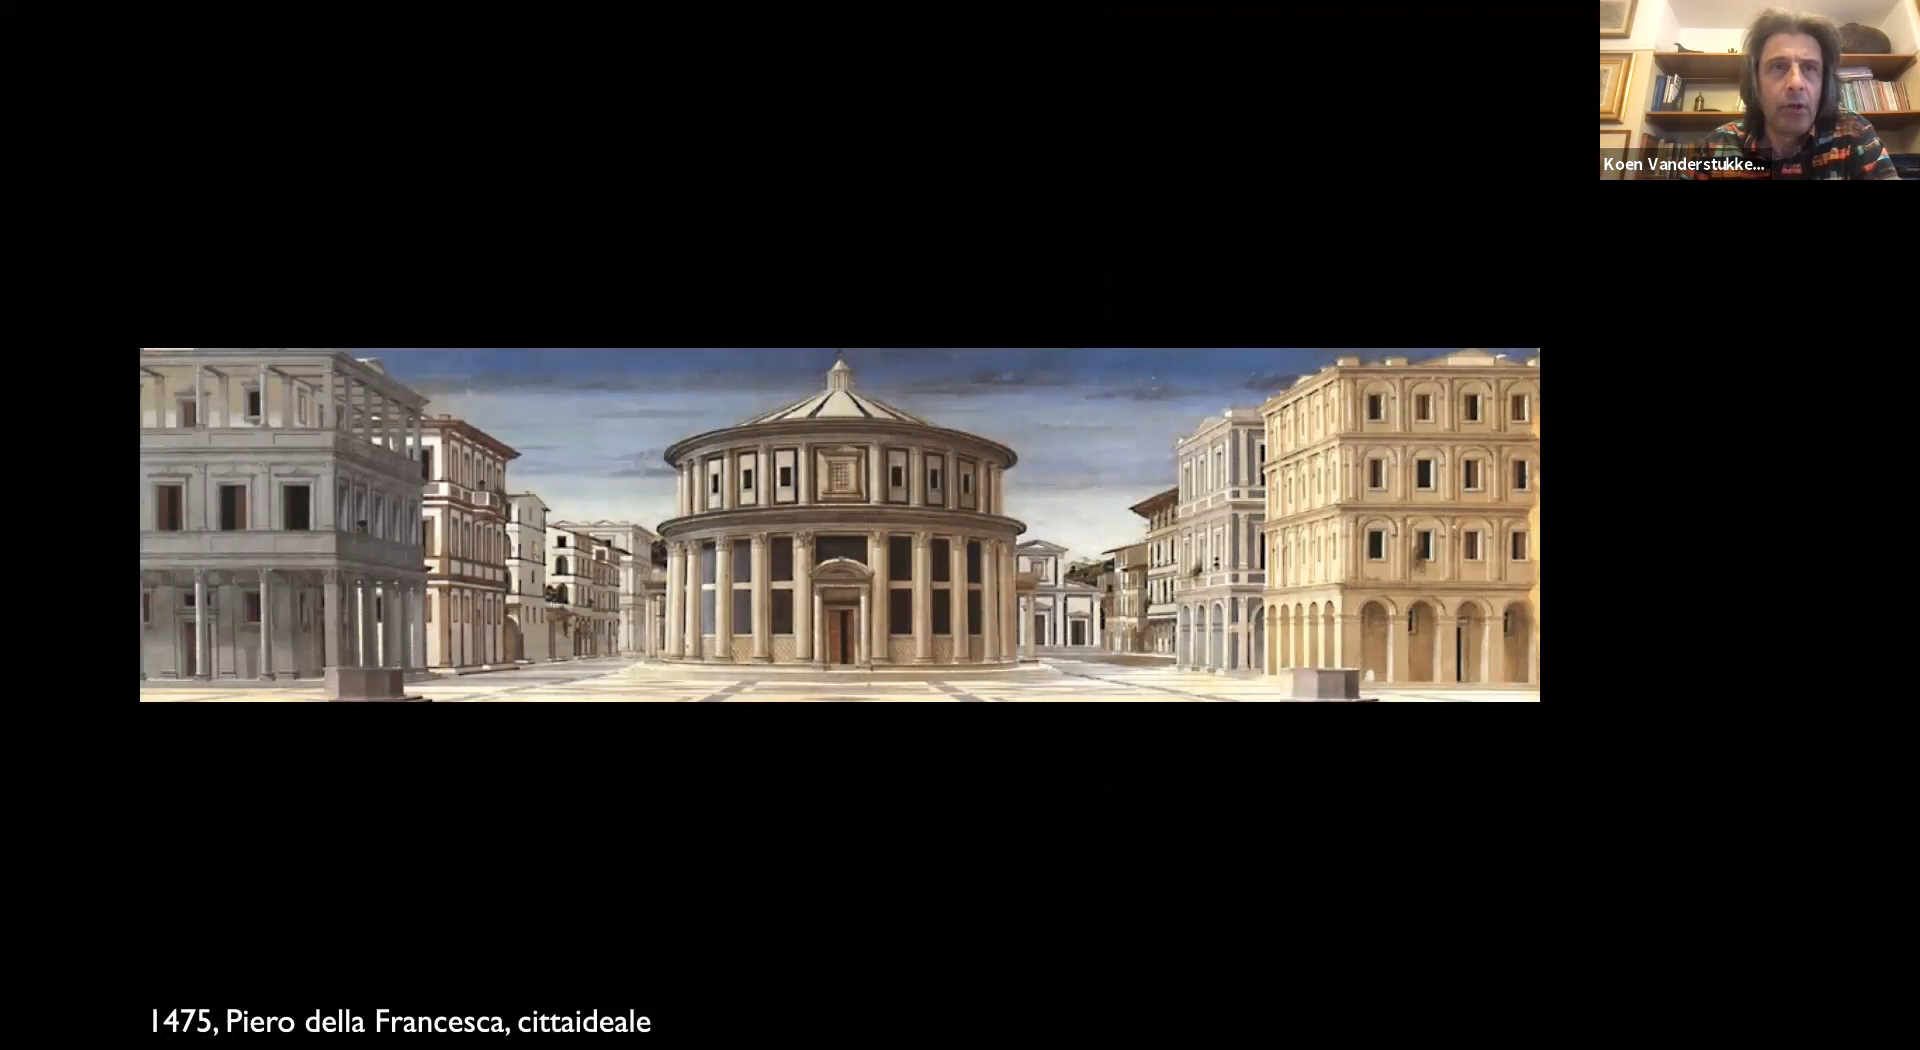 Koen Vanderstukke...
1475, Piero della Francesca, cittaideale